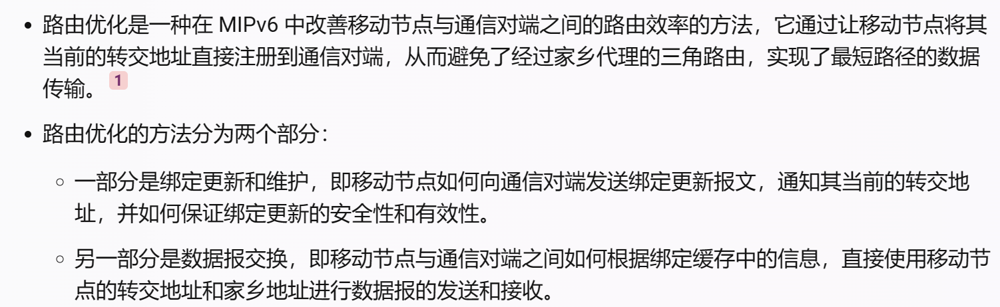 • 路由优化是一种在 MIPv6 中改善移动节点与通信对端之间的路由效率的方法，它通过让移动节点将其
当前的转交地址直接注册到通信对端，从而避免了经过家乡代理的三角路由，实现了最短路径的数据
传输。 1
• 路由优化的方法分为两个部分：
○ 一部分是绑定更新和维护，即移动节点如何向通信对端发送绑定更新报文，通知其当前的转交地
址，并如何保证绑定更新的安全性和有效性。
○ 另一部分是数据报交换，即移动节点与通信对端之间如何根据绑定缓存中的信息，直接使用移动节
点的转交地址和家乡地址进行数据报的发送和接收。